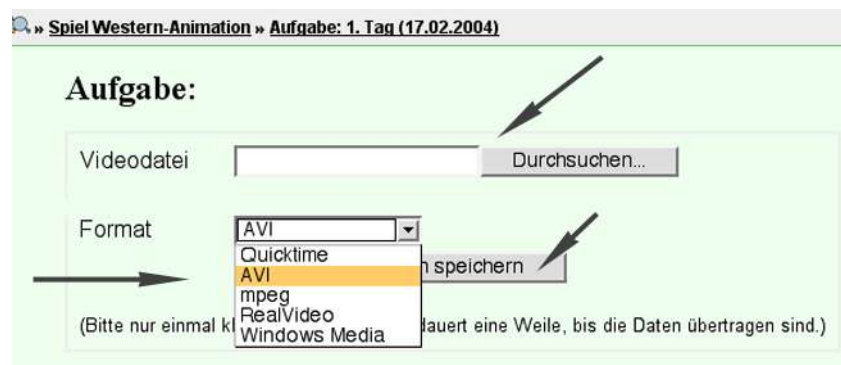 » Spiel Western-Animation » Aufgabe: 1. Tag (17.02.2004)
Aufgabe:
Videodatei Durchsuchen...
Format AVI
Quicktime
AVI
mpeg
RealVideo
Windows Media
speichern
(Bitte nur einmal dauert eine Weile, bis die Daten übertragen sind.)